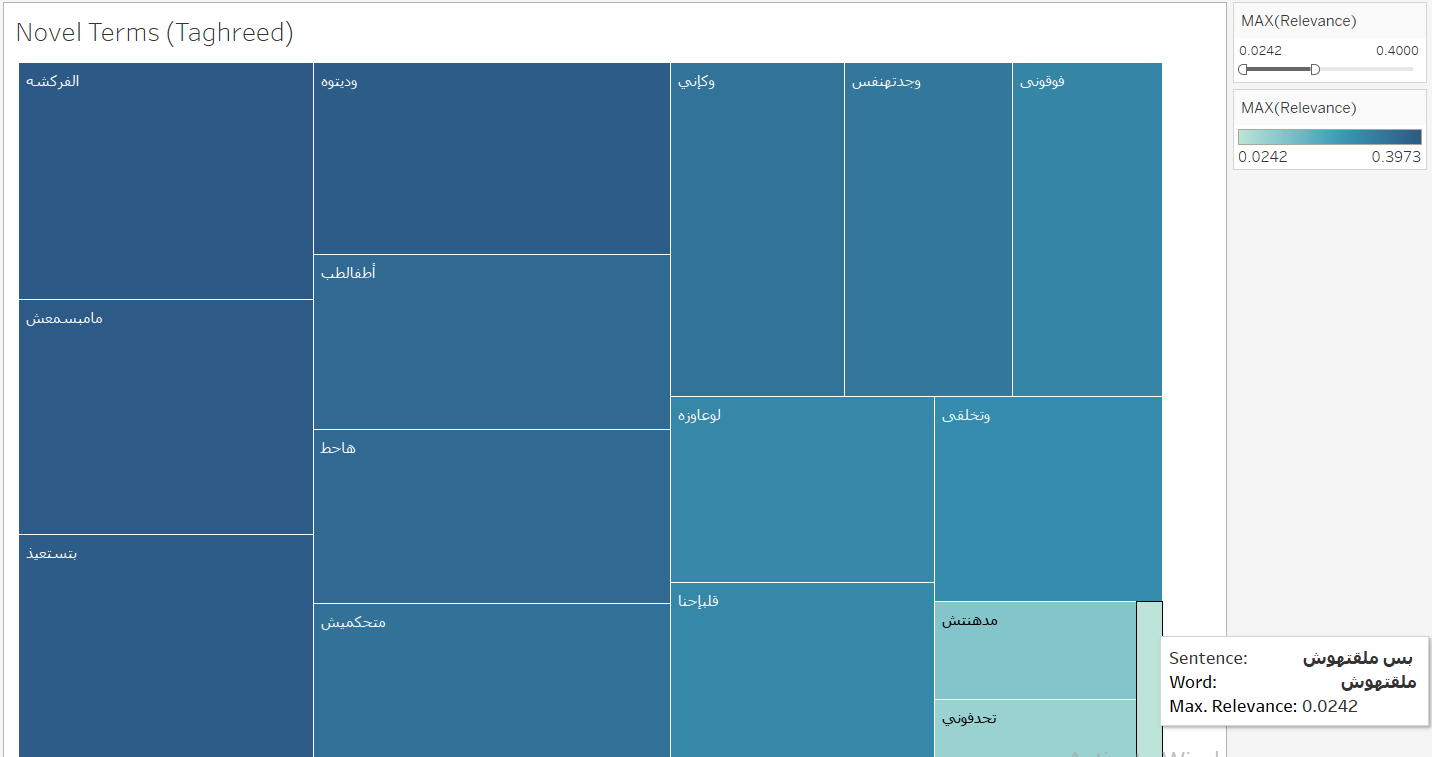 Novel Terms (Taghreed)
الفركشه
وديتوه
وكإني
وجدتهنفس
فوقونى
مامبسمعش
أطفالطب
هاحط
لوعاوزه
وتخلقى
بتستعيذ
متحكميش
قلبإحنا
مدهنتش
تحدفوني
MAX(Relevance)
0.0242 0.4000
MAX(Relevance)
0.0242 0.3973
Sentence: بس ملقتهوش
Word: ملقتهوش
Max. Relevance: 0.0242